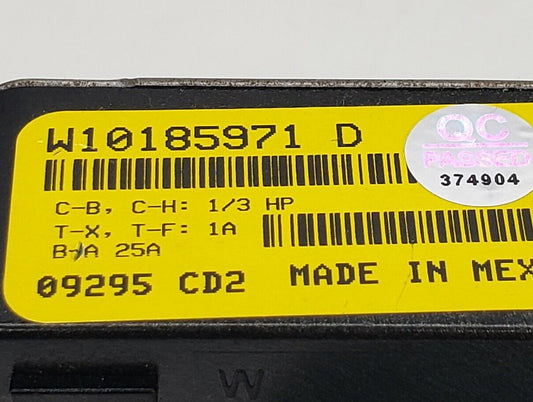 W10185971 D
QC
PASSED
374904
C-B, C-H: 1/3 HP
T-X, T-F: 1A
B-A 25A
09295 CD2 MADE IN MEX
W